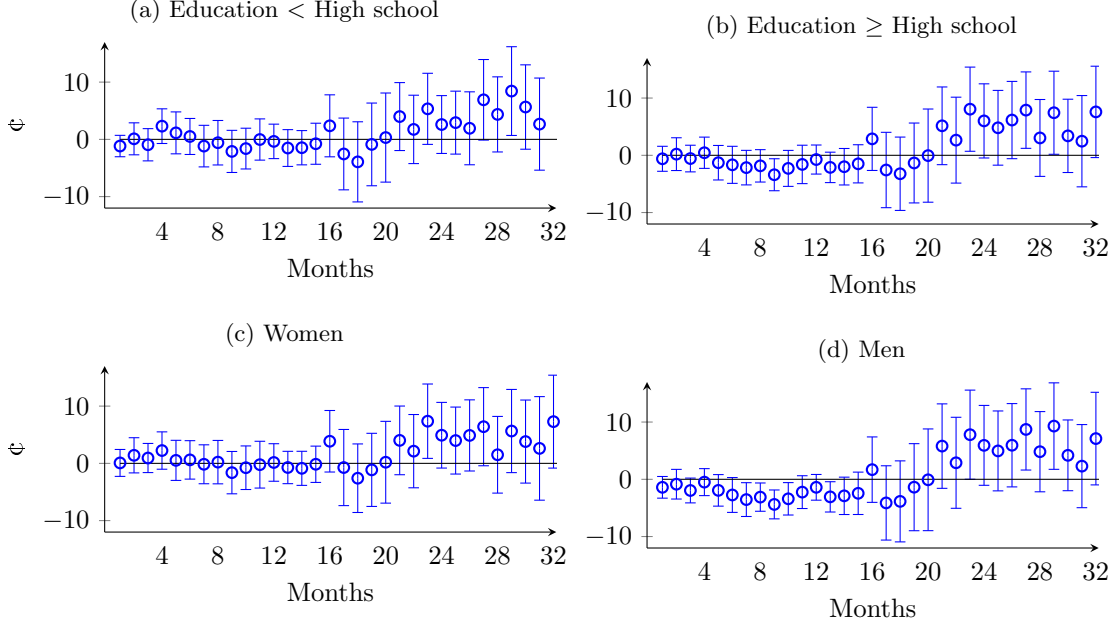 (a) Education < High school
10
0
−10
¢
4 8 12 16 20 24 28 32
Months
(b) Education ≥ High school
10
0
−10
4 8 12 16 20 24 28 32
Months
(c) Women
10
0
−10
¢
4 8 12 16 20 24 28 32
Months
(d) Men
10
0
−10
4 8 12 16 20 24 28 32
Months